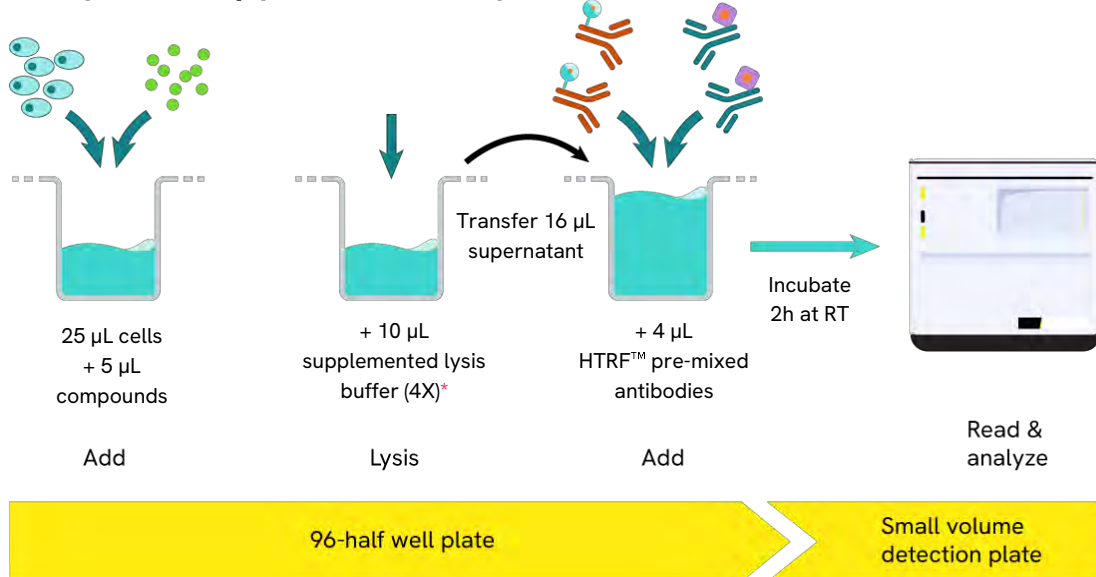 25 µL cells
+ 5 µL
compounds
Add
+ 10 µL
supplemented lysis
buffer (4X)*
Lysis
Transfer 16 µL
supernatant
+ 4 µL
HTRF™ pre-mixed
antibodies
Add
Incubate
2h at RT
Read &
analyze
96-half well plate
Small volume
detection plate